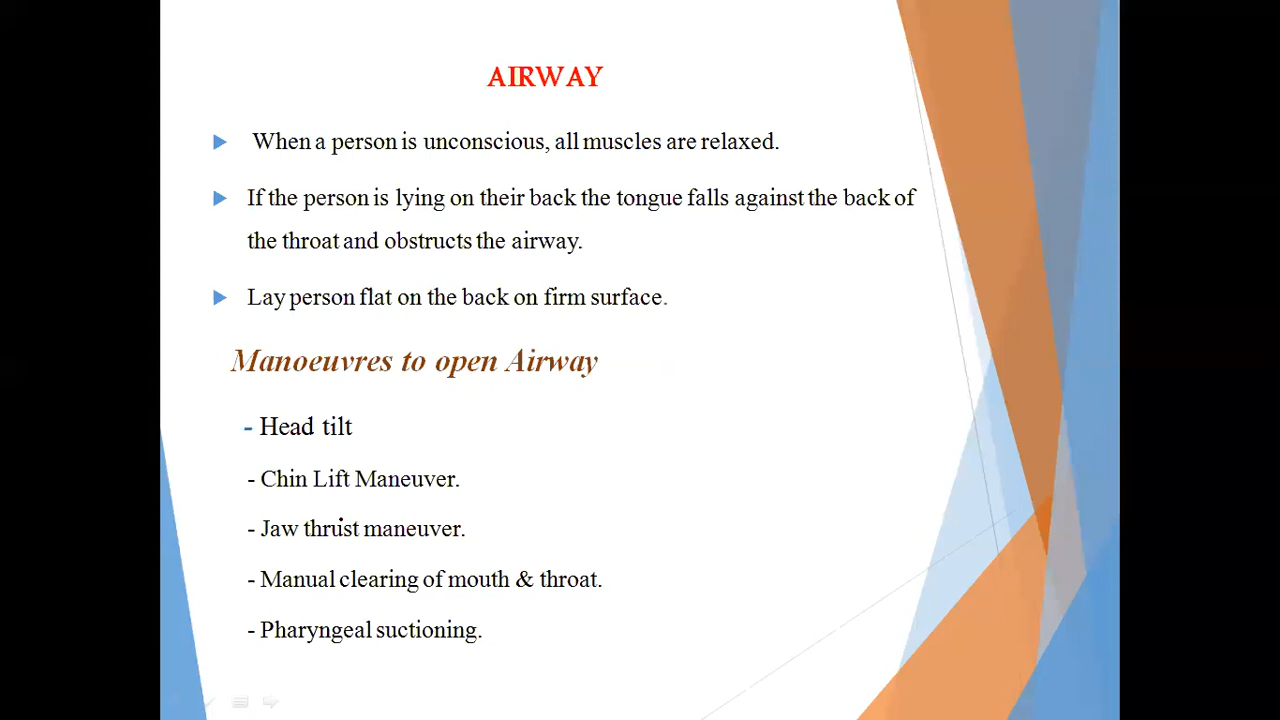 AIRWAY
When a person is unconscious, all muscles are relaxed.
If the person is lying on their back the tongue falls against the back of
the throat and obstructs the airway.
Lay person flat on the back on firm surface.
Manoeuvres to open Airway
- Head tilt
- Chin Lift Maneuver.
- Jaw thrust maneuver.
- Manual clearing of mouth & throat.
- Pharyngeal suctioning.